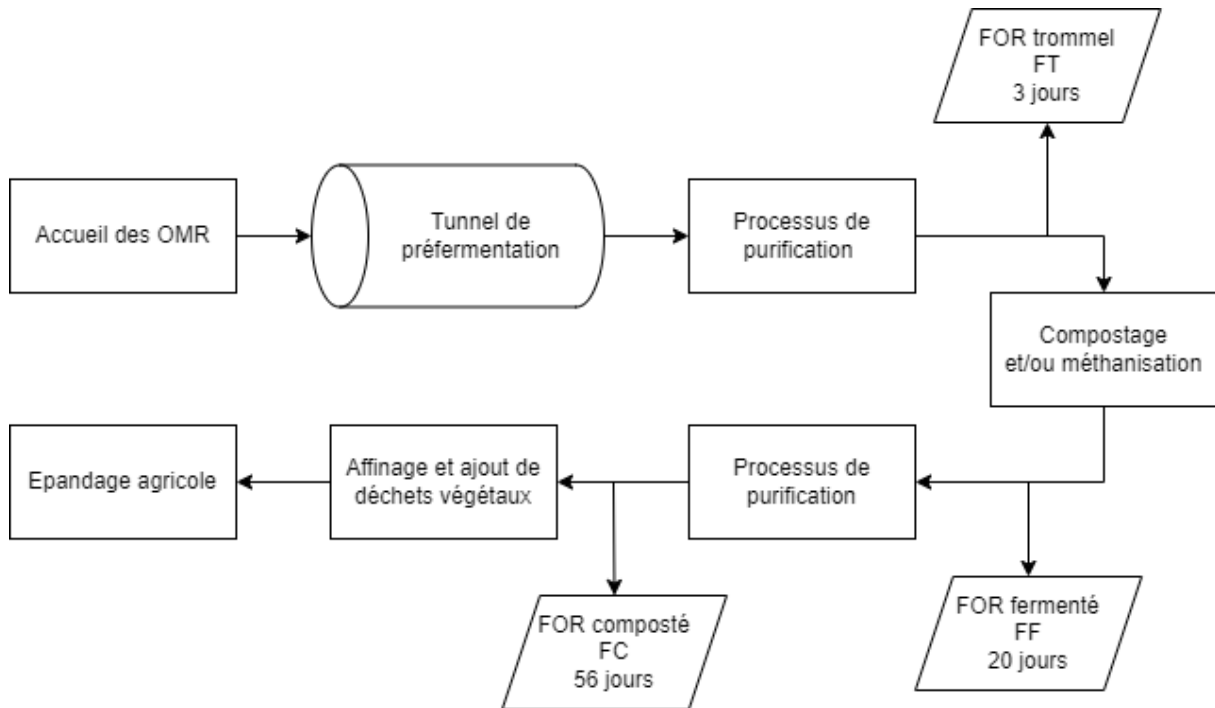 FOR trommel
FT
3 jours
Accueil des OMR
Tunnel de
préfermentation
Processus de
purification
Compostage
et/ou méthanisation
Epandage agricole
Affinage et ajout de
déchets végétaux
Processus de
purification
FOR composté
FC
56 jours
FOR fermenté
FF
20 jours